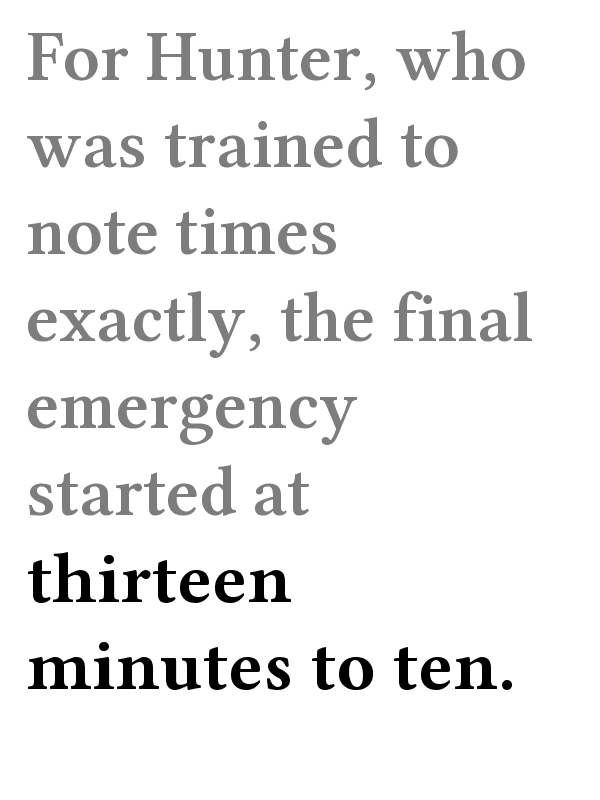 For Hunter, who
was trained to
note times
exactly, the final
emergency
started at
thirteen
minutes to ten.